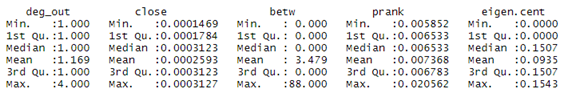 deg_out close betw prank eigen.cent
Min. :1.000 Min. :0.0001469 Min. : 0.000 Min. :0.005852 Min. :0.0000
1st Qu.:1.000 1st Qu.:0.0001784 1st Qu.: 0.000 1st Qu.:0.006533 1st Qu.:0.0000
Median :1.000 Median :0.0003123 Median : 0.000 Median :0.006533 Median :0.1507
Mean :1.169 Mean :0.0002593 Mean : 3.479 Mean :0.007368 Mean :0.0935
3rd Qu.:1.000 3rd Qu.:0.0003123 3rd Qu.: 0.000 3rd Qu.:0.006783 3rd Qu.:0.1507
Max. :4.000 Max. :0.0003127 Max. :88.000 Max. :0.020562 Max. :0.1543